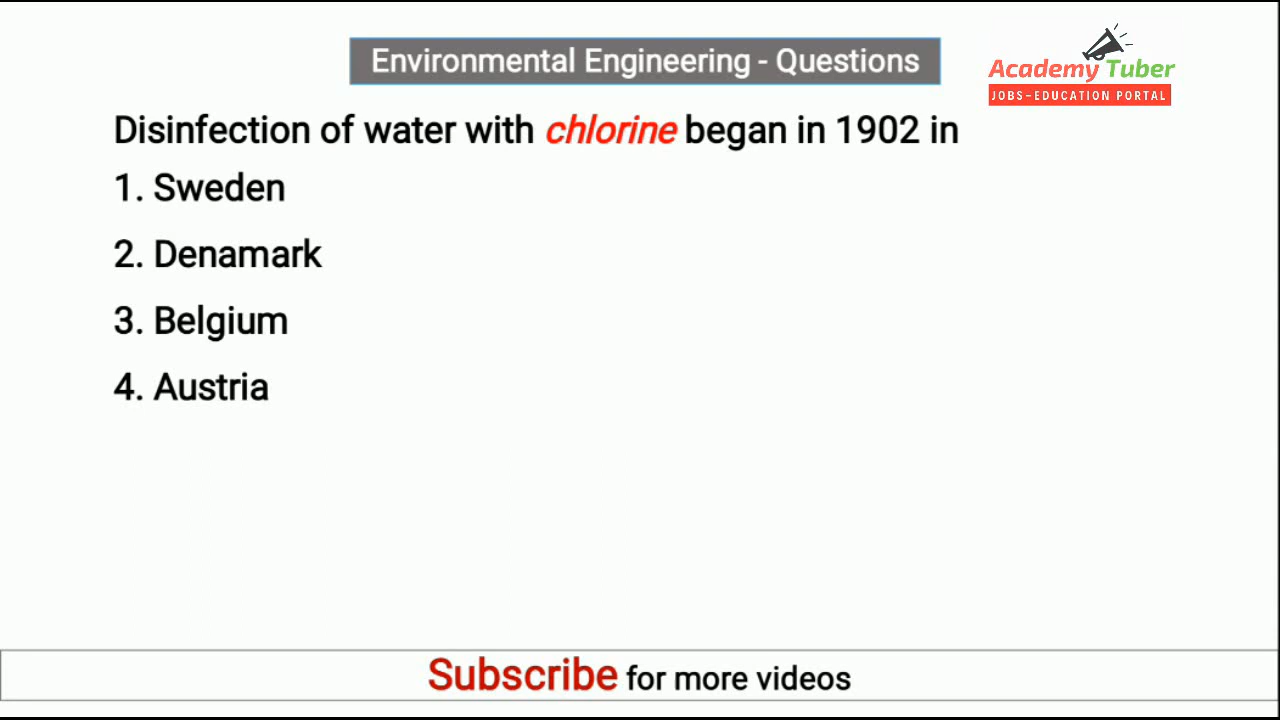 Environmental Engineering - Questions
Academy Tuber
JOBS-EDUCATION PORTAL
Disinfection of water with chlorine began in 1902 in
1. Sweden
2. Denamark
3. Belgium
4. Austria
Subscribe for more videos